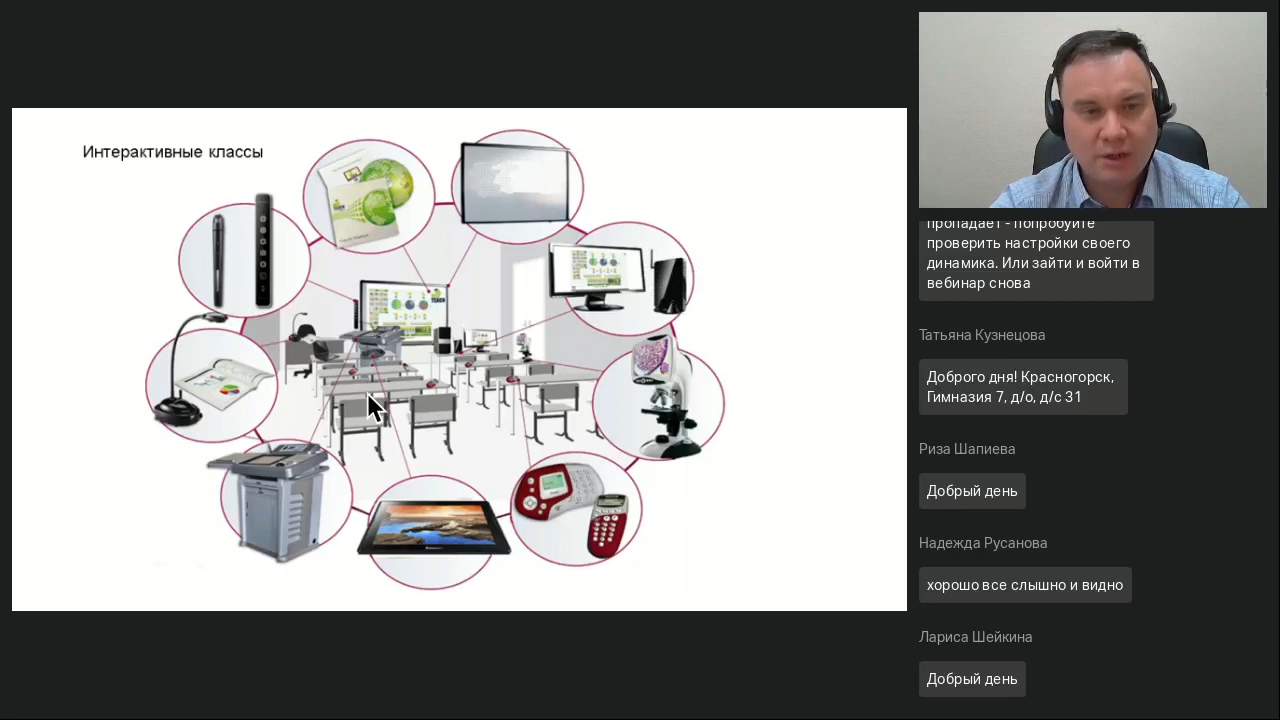 Интерактивные классы
пропадает - попробуйте
проверить настройки своего
динамика. Или зайти и войти в
вебинар снова
Татьяна Кузнецова
Доброго дня! Красногорск,
Гимназия 7, д/о, д/с 31
Риза Шапиева
Добрый день
Надежда Русанова
хорошо все слышно и видно
Лариса Шейкина
Добрый день